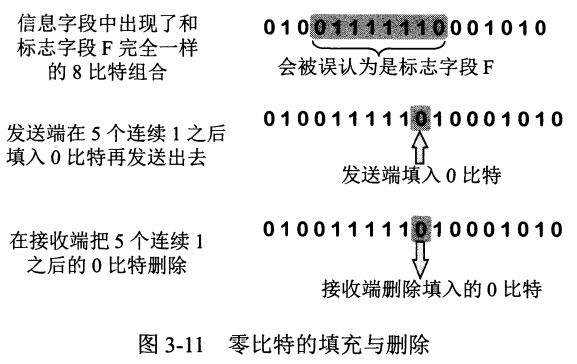 信息字段中出现了和
标志字段 F 完全一样
的 8 比特组合
01001111110001010
会被误认为是标志字段 F
发送端在 5 个连续 1 之后
填入 0 比特再发送出去
010011111010001010
发送端填入 0 比特
在接收端把 5 个连续 1
之后的 0 比特删除
010011111010001010
接收端删除填入的 0 比特
图 3-11 零比特的填充与删除